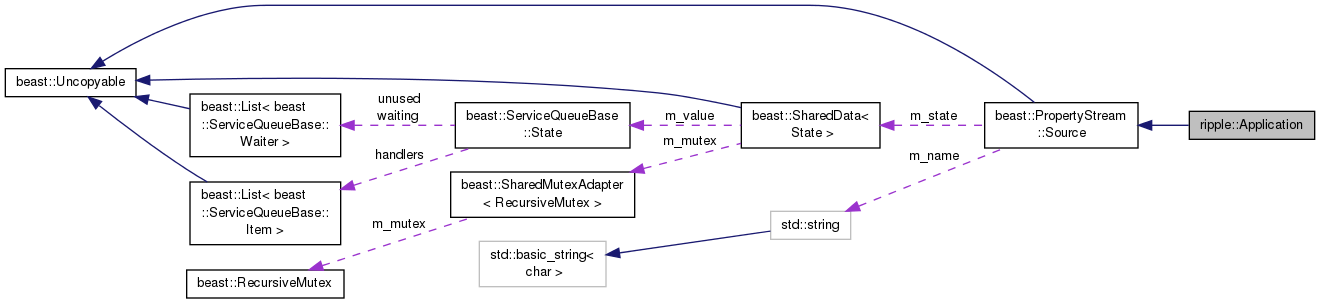 beast::Uncopyable
beast::List< beast
::ServiceQueueBase::
Waiter >
unused
waiting
beast::ServiceQueueBase
::State
m_value
beast::SharedData<
State >
m_state
beast::PropertyStream
::Source
ripple::Application
handlers
m_mutex
m_name
beast::List< beast
::ServiceQueueBase::
Item >
beast::SharedMutexAdapter
< RecursiveMutex >
m_mutex
std::string
std::basic_string<
char >
beast::RecursiveMutex